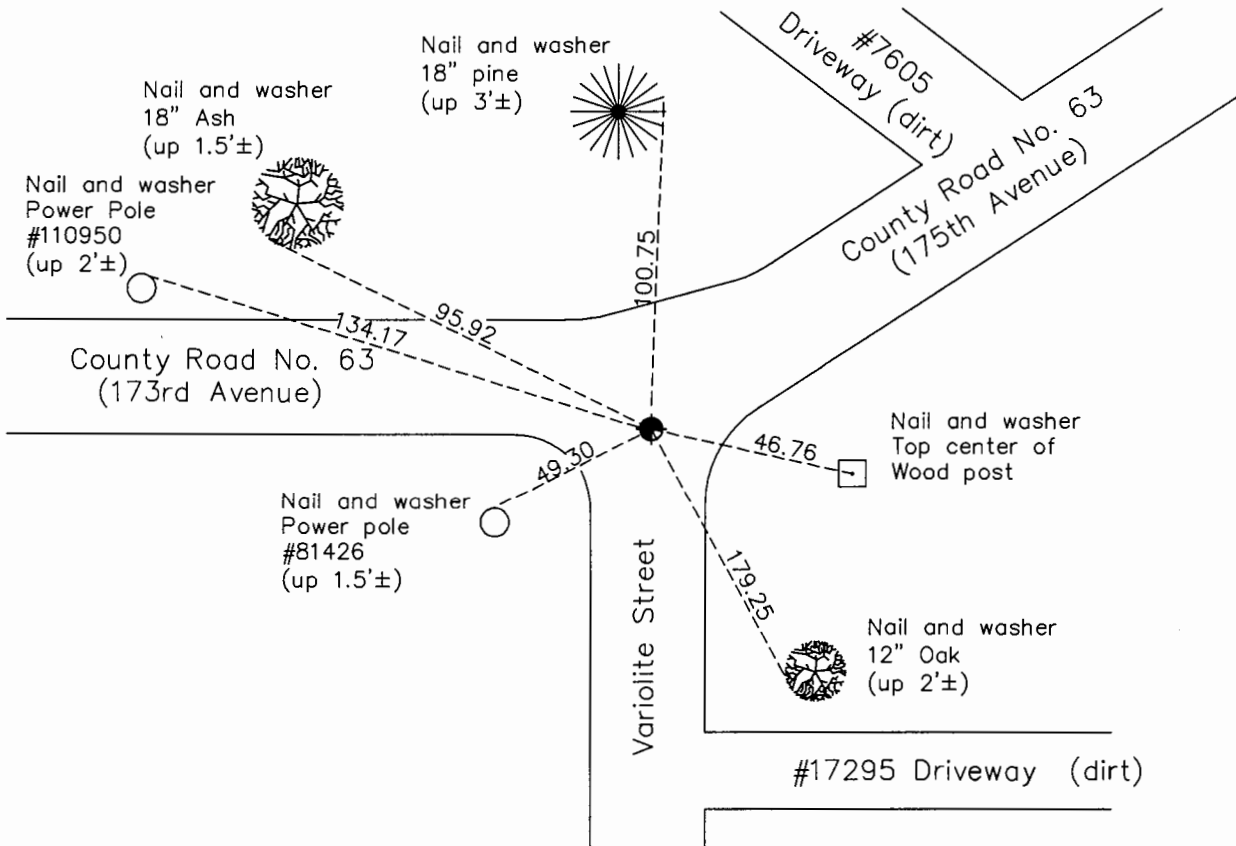 Nail and washer
18" pine
(up 3'±)
#7605
Driveway (dirt)
Nail and washer
18" Ash
(up 1.5'±)
Nail and washer
Power Pole
#110950
(up 2'±)
County Road No. 63
(175th Avenue)
100.75
95.92
134.17
County Road No. 63
(173rd Avenue)
49.30
46.76
Nail and washer
Top center of
Wood post
Nail and washer
Power pole
#81426
(up 1.5'±)
Variolite Street
179.25
Nail and washer
12" Oak
(up 2'±)
#17295 Driveway (dirt)